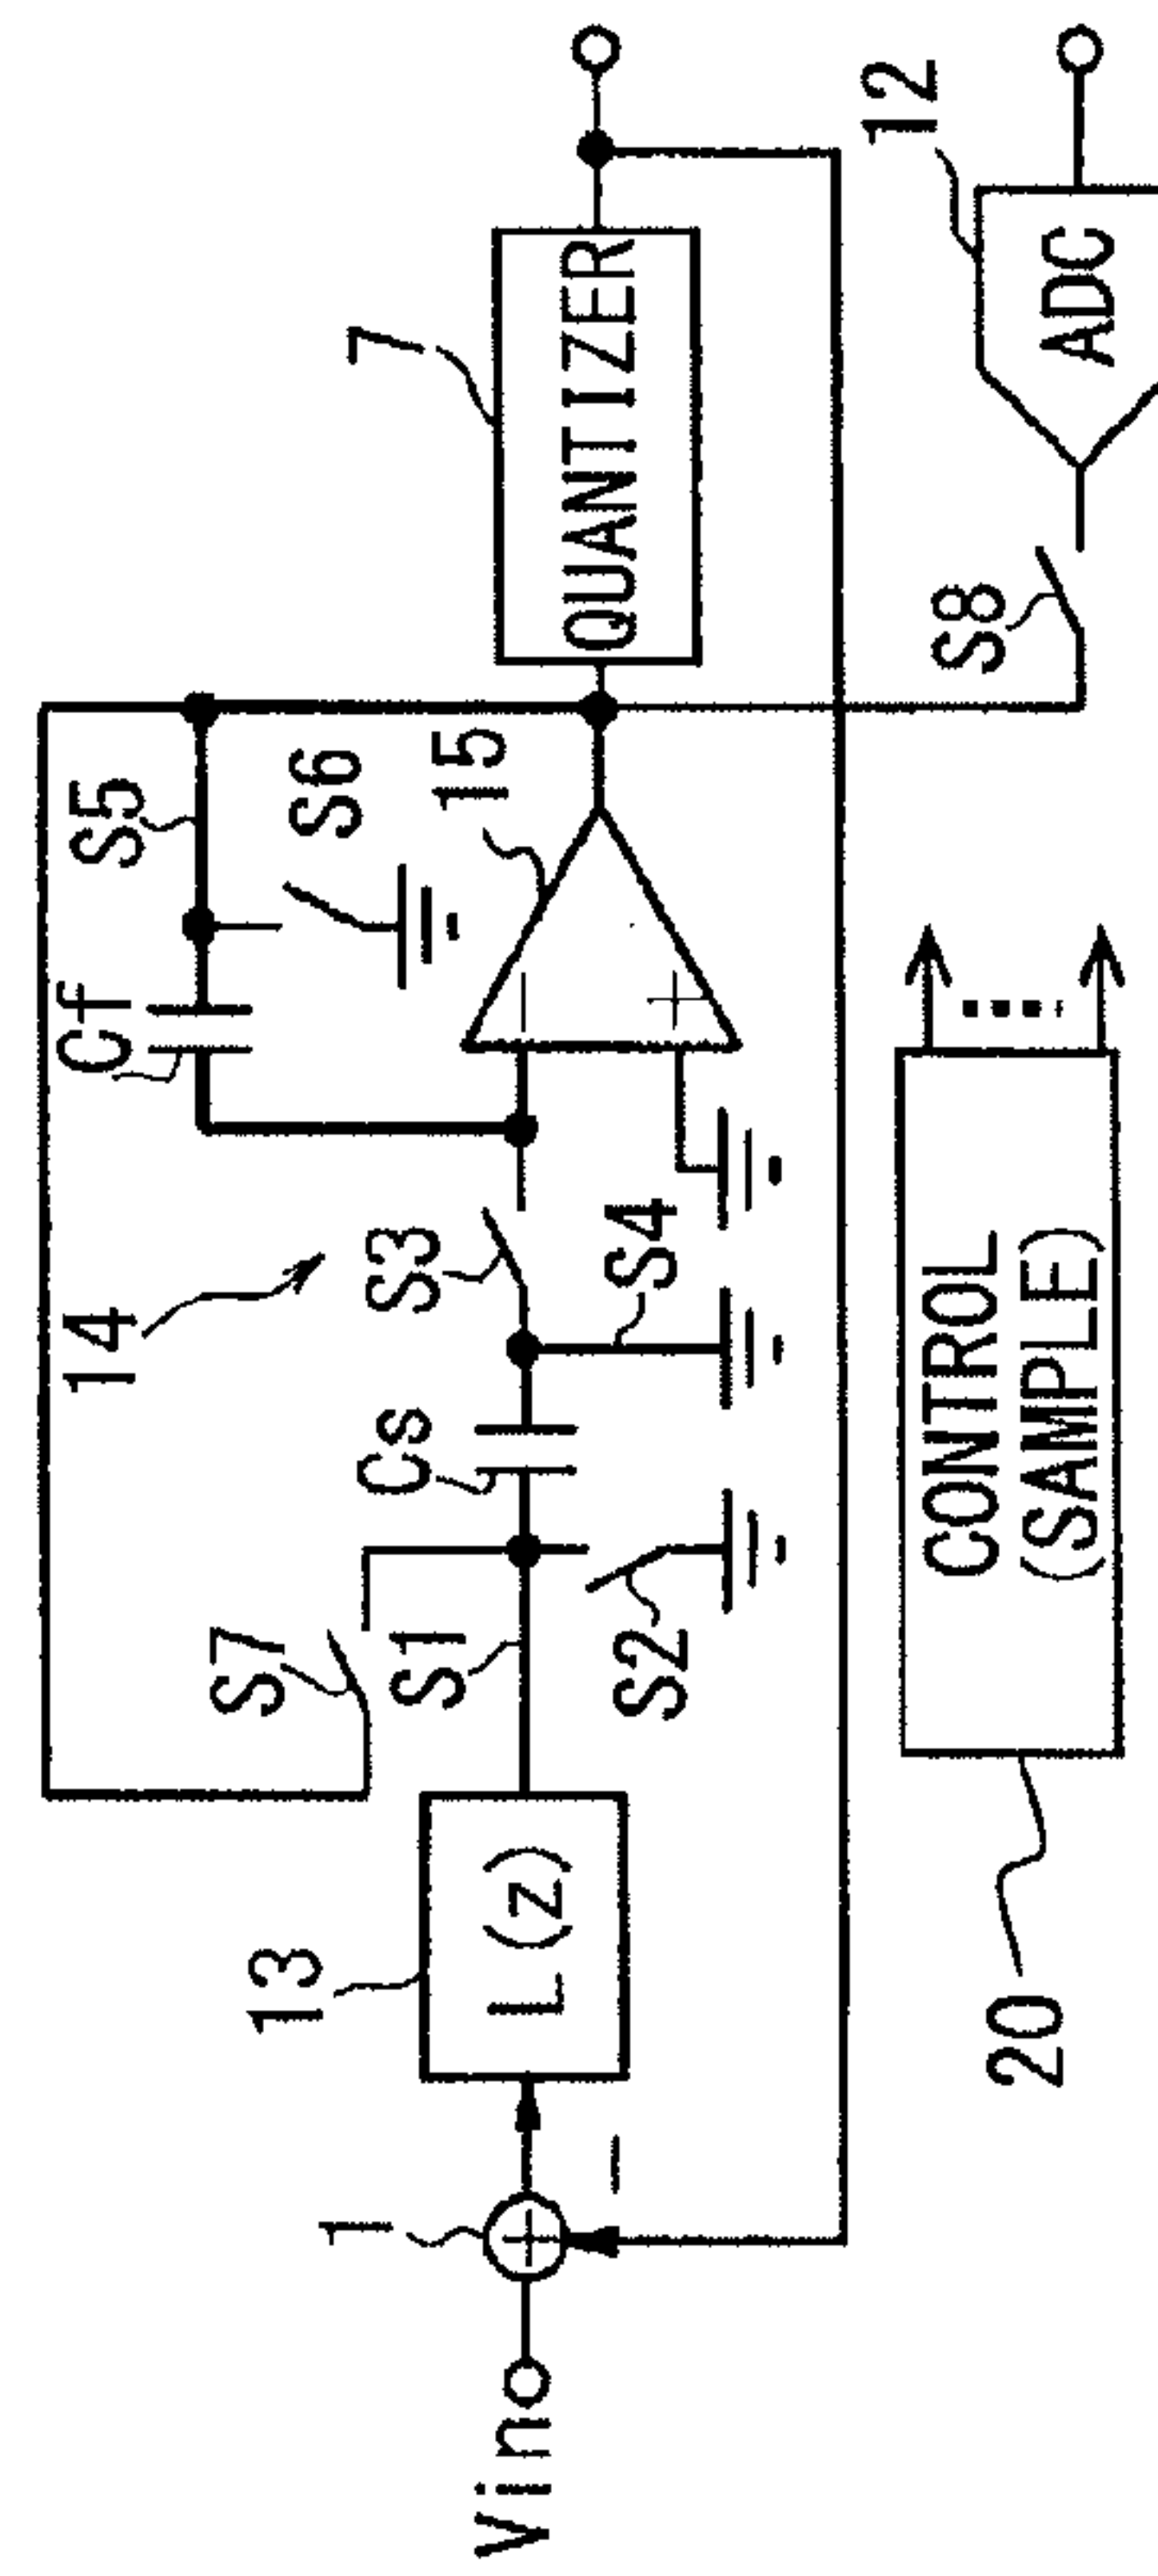 Vin
1
13
L(z)
S7
S1
S2
Cs
14
S3
S4
Cf
S5
S6
15
7
QUANTIZER
12
ADC
S8
20
CONTROL
(SAMPLE)
+
−
−
+